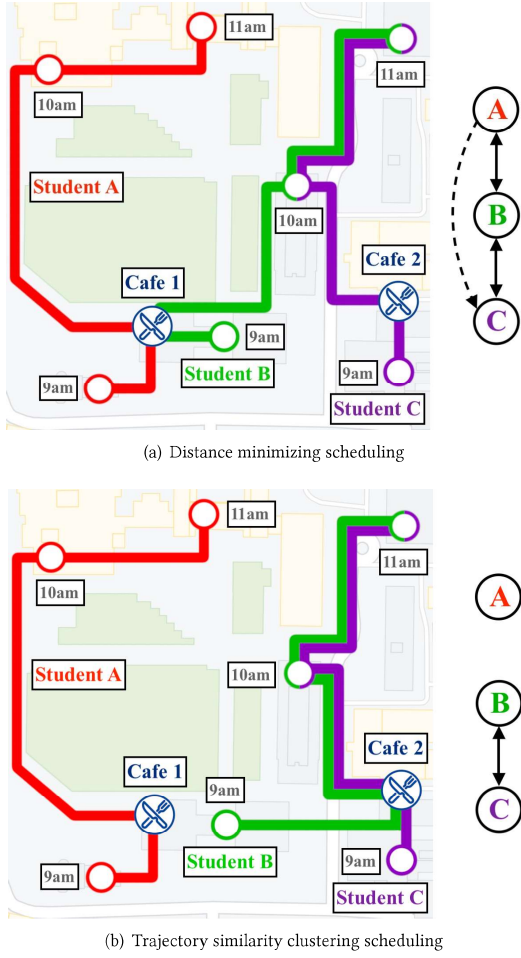 11am
10am
11am
A
Student A
B
10am
Cafe 2
Cafe 1
C
9am
Student B
9am
9am
Student C
(a) Distance minimizing scheduling
11am
10am
11am
A
Student A
10am
B
Cafe 2
Cafe 1
9am
C
Student B
9am
9am
Student C
(b) Trajectory similarity clustering scheduling